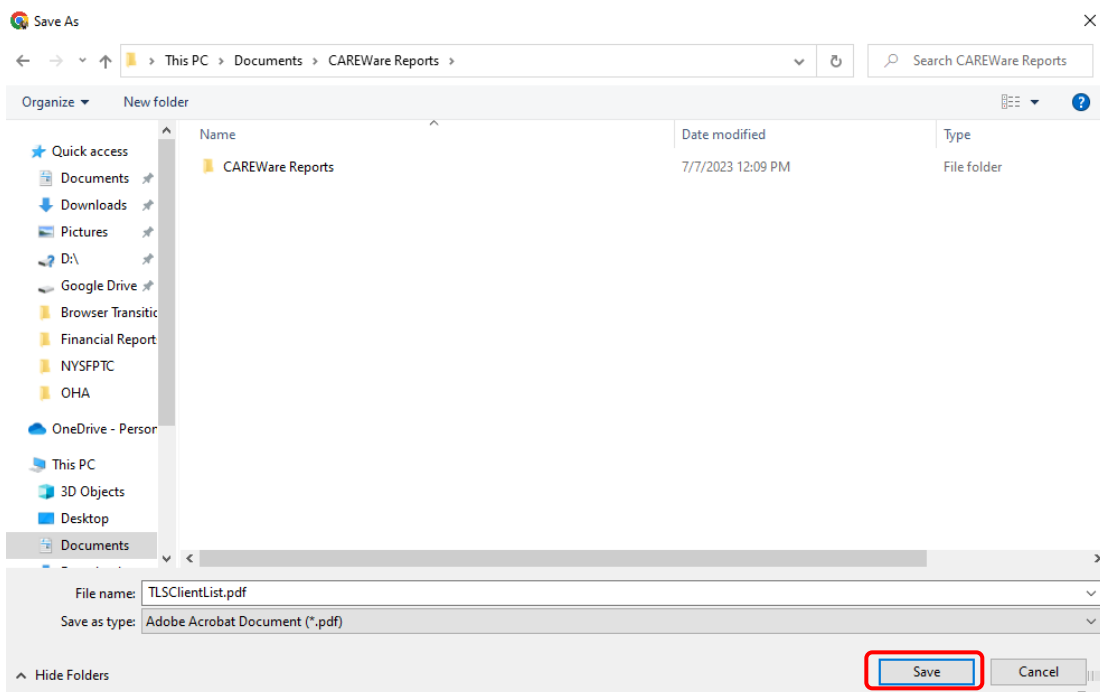 Save As
This PC > Documents > CAREWare Reports >
Search CAREWare Reports
Organize
New folder
Name
Date modified
Type
CAREWare Reports
7/7/2023 12:09 PM
File folder
Quick access
Documents
Downloads
Pictures
D:\
Google Drive
Browser Transitic
Financial Report
NYSFPTC
OHA
OneDrive - Person
This PC
3D Objects
Desktop
Documents
File name: TLSClientList.pdf
Save as type: Adobe Acrobat Document (*.pdf)
Hide Folders
Save
Cancel